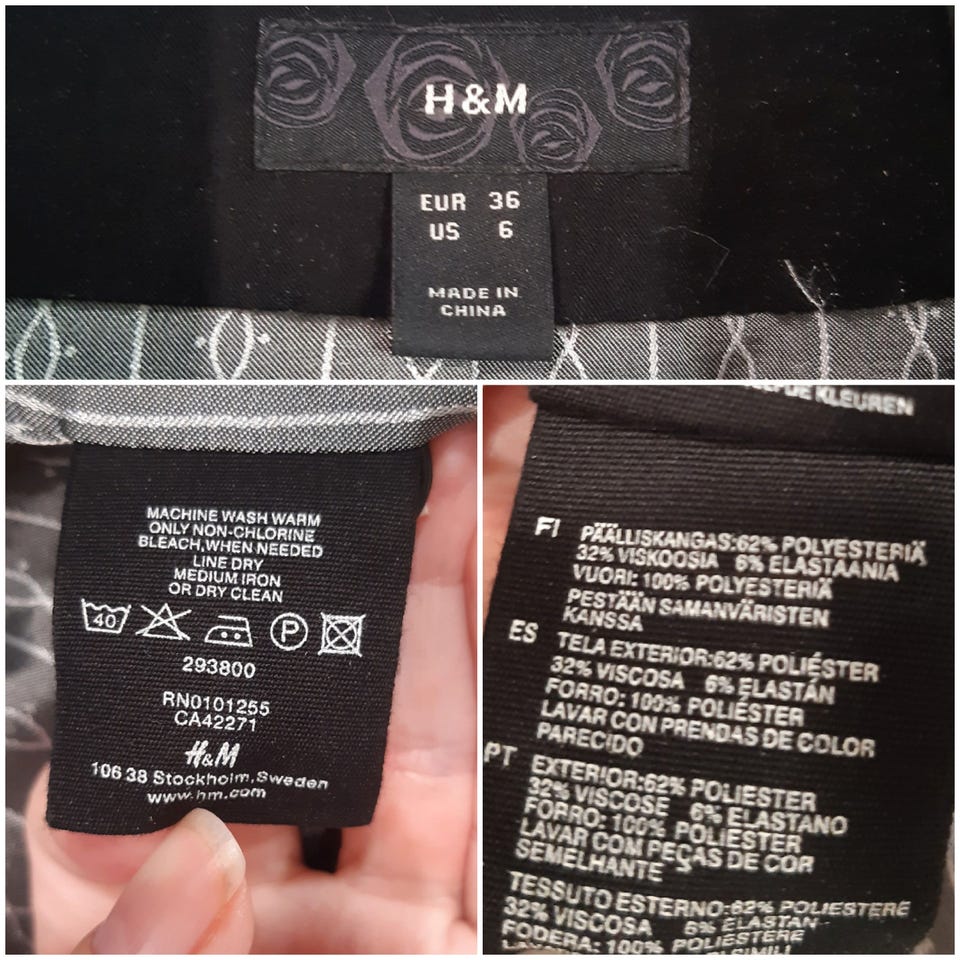 H&M
EUR 36
US 6
MADE IN
CHINA
MACHINE WASH WARM
ONLY NON-CHLORINE
BLEACH,WHEN NEEDED
LINE DRY
MEDIUM IRON
OR DRY CLEAN
40 P
293800
RN0101255
CA42271
H&M
106 38 Stockholm,Sweden
www.hm.com
KLEUREN
FI PÄÄLLISKANGAS:62% POLYESTERIÄ
32% VISKOOSIA 6% ELASTAANIA
VUORI: 100% POLYESTERIÄ
PESTÄÄN SAMANVÄRISTEN
KANSSA
ES TELA EXTERIOR:62% POLIÉSTER
32% VISCOSA 6% ELASTÁN
FORRO: 100% POLIÉSTER
LAVAR CON PRENDAS DE COLOR
PARECIDO
PT EXTERIOR:62% POLIESTER
32% VISCOSE 6% ELASTANO
FORRO: 100% POLIESTER
LAVAR COM PEÇAS DE COR
SEMELHANTE
TESSUTO ESTERNO:62% POLIESTERE
32% VISCOSA 6% ELASTAN
FODERA: 100% POLIESTERE